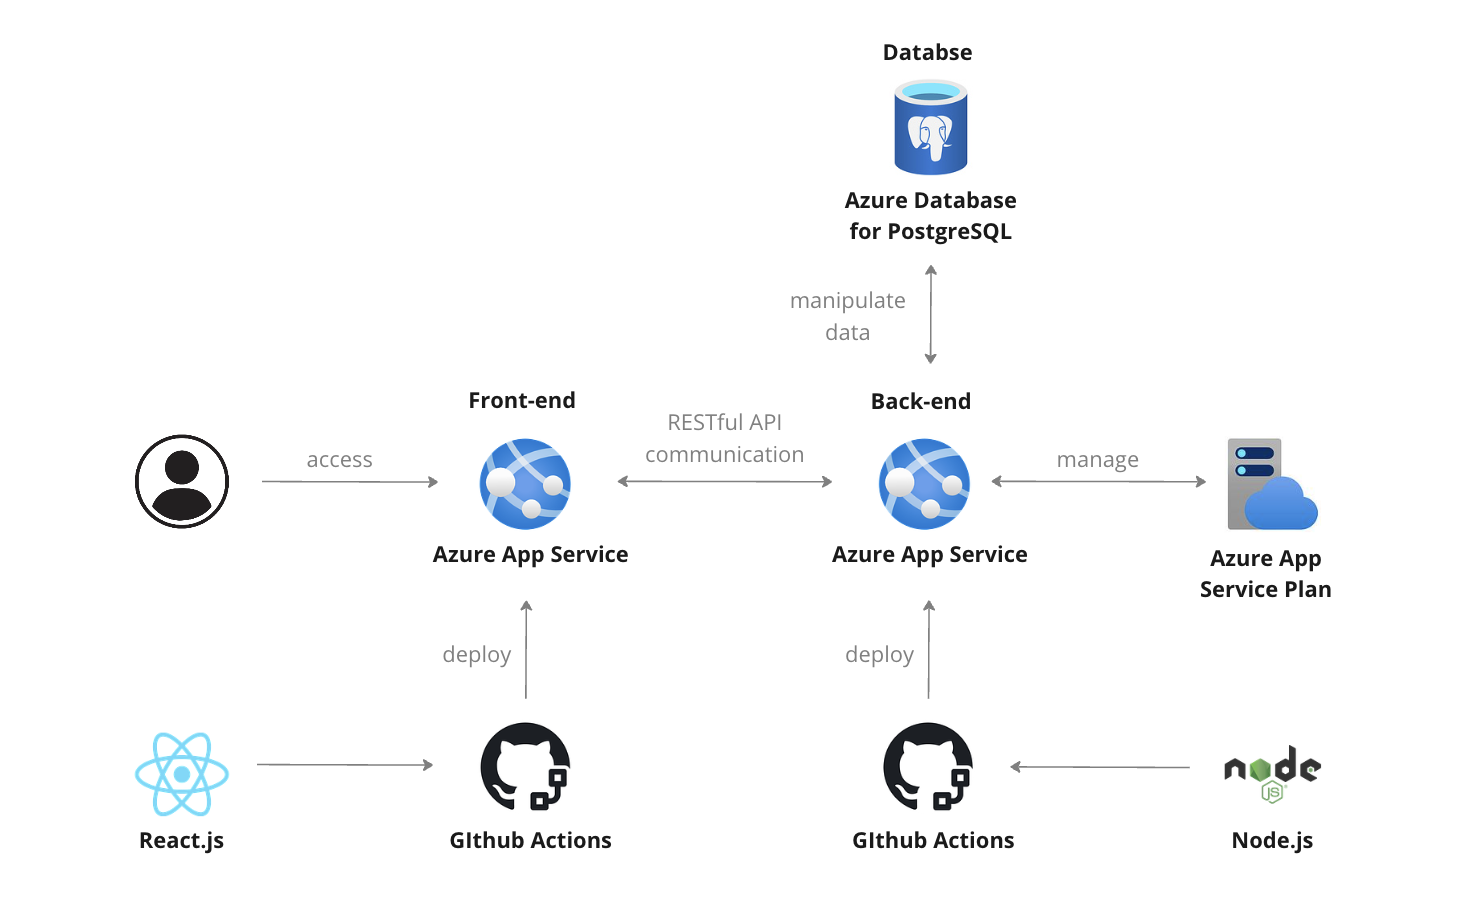 Databse
Azure Database
for PostgreSQL
manipulate
data
Front-end
RESTful API
communication
Back-end
access
manage
Azure App Service
Azure App Service
Azure App
Service Plan
deploy
deploy
node
JS
React.js
GIthub Actions
GIthub Actions
Node.js